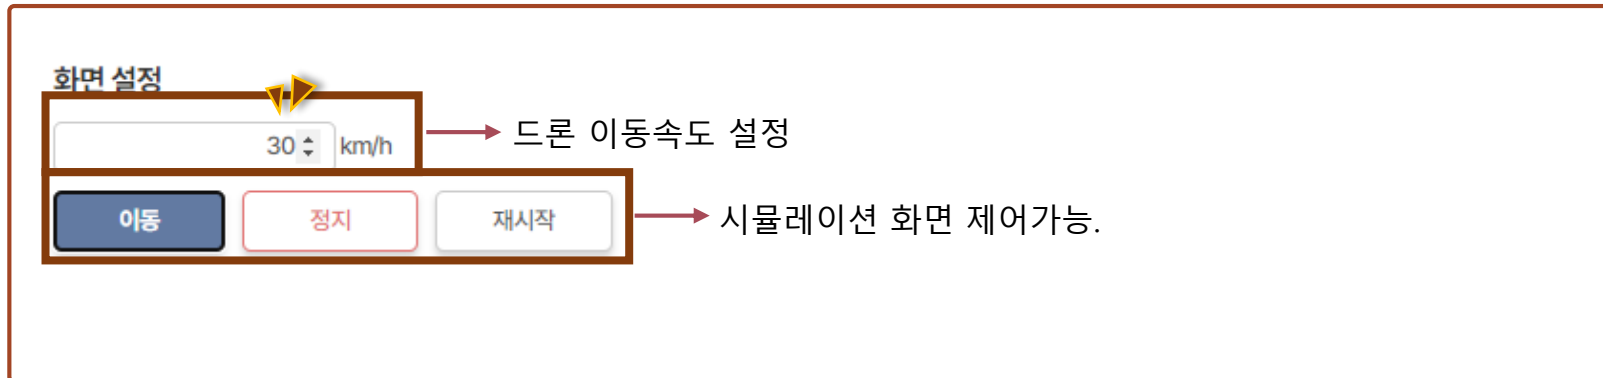 화면 설정
30 km/h
드론 이동속도 설정
이동 정지 재시작
시뮬레이션 화면 제어가능.